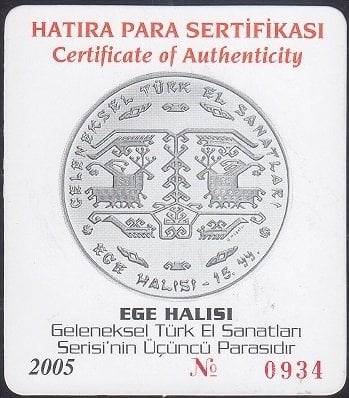 HATIRA PARA SERTİFİKASI
Certificate of Authenticity
GELENEKSEL TÜRK EL SANATLARI
EGE HALISI - 15. YY.
EGE HALISI
Geleneksel Türk El Sanatları
Serisi'nin Üçüncü Parasıdır
2005 № 0934